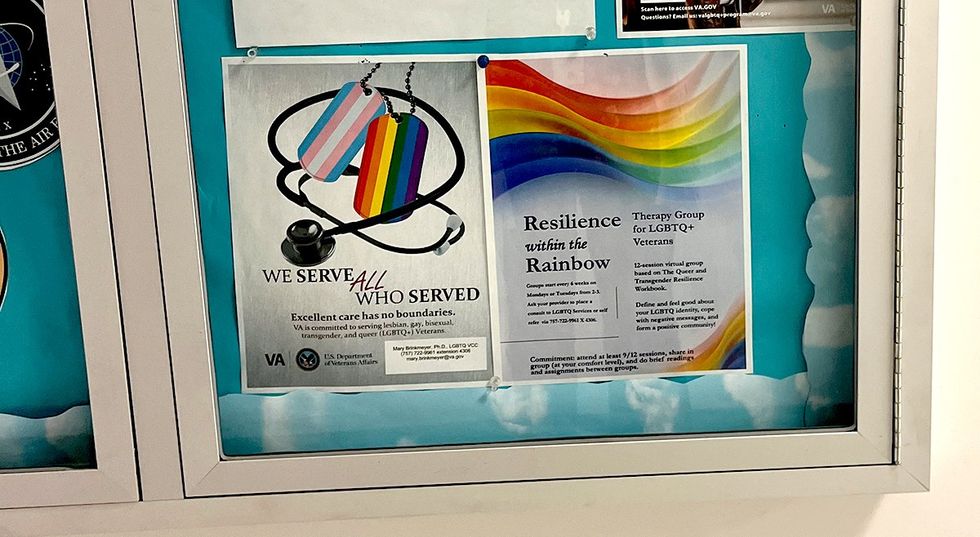 Scan here to access VA.GOV
Questions? Email us: valgbtq+program@va.gov
VA
X
THE AIR
WE SERVE ALL
WHO SERVED
Excellent care has no boundaries.
VA is committed to serving lesbian, gay, bisexual,
transgender, and queer (LGBTQ+) Veterans.
VA
U.S. Department
of Veterans Affairs
Mary Brinkmeyer, Ph.D., LGBTQ VCC
(757) 722-9961 extension 4306
mary.brinkmeyer@va.gov
Resilience
within the
Rainbow
Groups start every 6 weeks on
Mondays or Tuesdays from 2-3.
Ask your provider to place a
consult to LGBTQ Services or self
refer via 757-722-9961 X 4306.
Therapy Group
for LGBTQ+
Veterans
12-session virtual group
based on The Queer and
Transgender Resilience
Workbook.
Define and feel good about
your LGBTQ identity, cope
with negative messages, and
form a positive community!
Commitment: attend at least 9/12 sessions, share in
group (at your comfort level), and do brief readings
and assignments between groups.